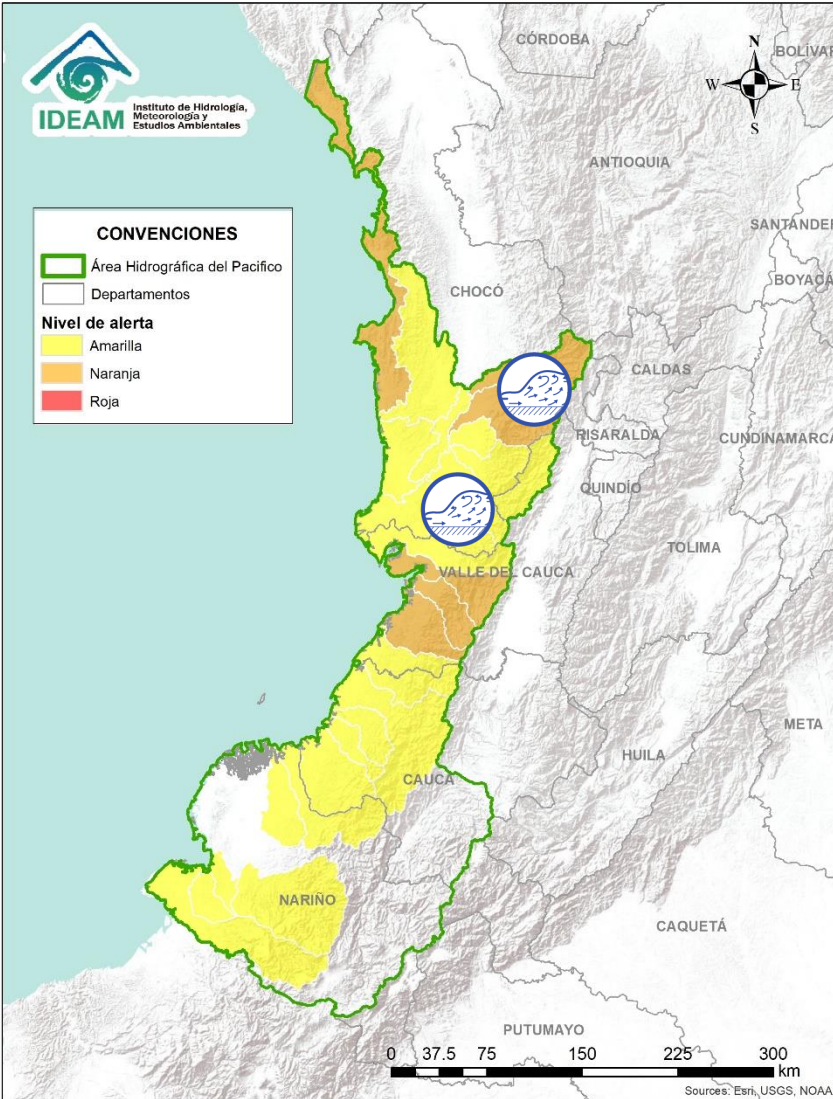 IDEAM
Instituto de Hidrología,
Meteorología y
Estudios Ambientales
N
W
E
S
CÓRDOBA
BOLÍVAR
ANTIOQUIA
SANTANDER
BOYACÁ
CONVENCIONES
Área Hidrográfica del Pacifico
Departamentos
Nivel de alerta
Amarilla
Naranja
Roja
CHOCÓ
CALDAS
RISARALDA
CUNDINAMARCA
QUINDÍO
TOLIMA
VALLE DEL CAUCA
META
HUILA
CAUCA
NARIÑO
CAQUETÁ
PUTUMAYO
0 37.5 75 150 225 300
km
Sources: Esri, USGS, NOAA